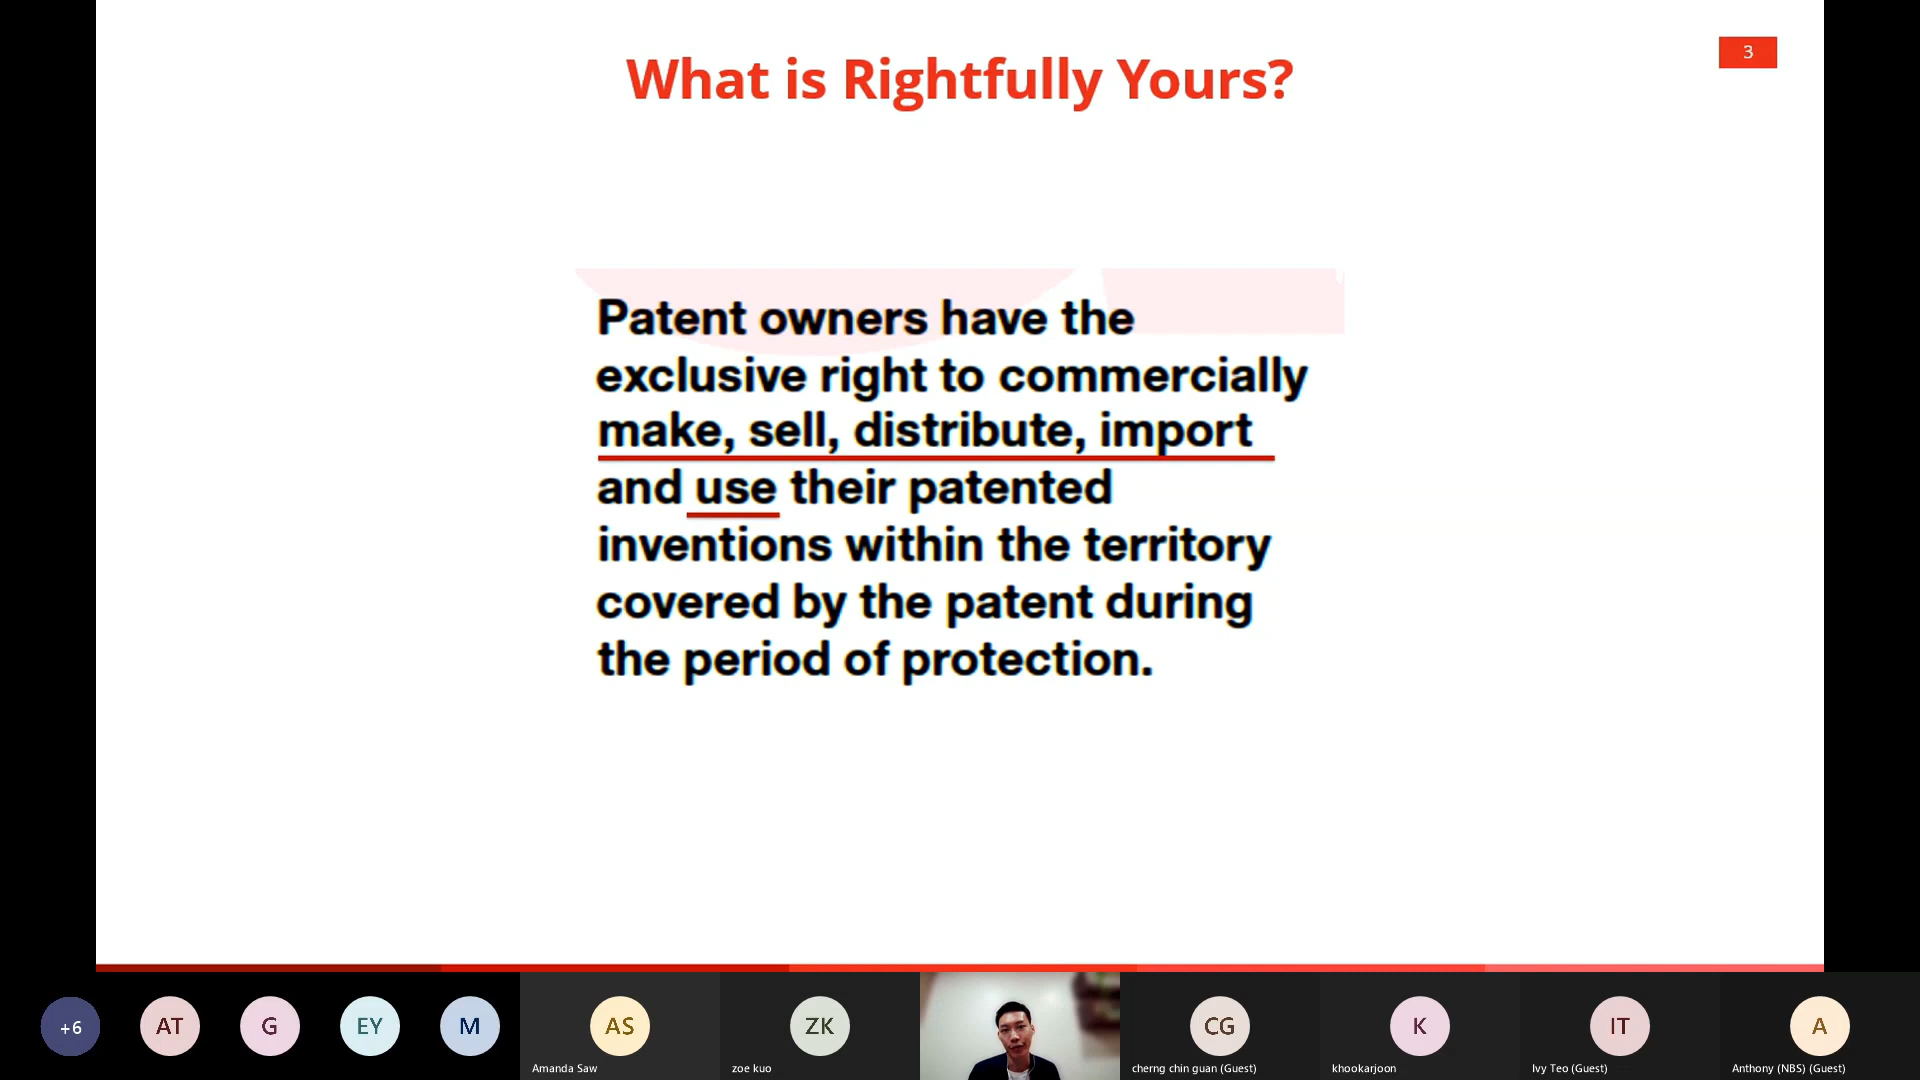 What is Rightfully Yours?
3
Patent owners have the
exclusive right to commercially
make, sell, distribute, import
and use their patented
inventions within the territory
covered by the patent during
the period of protection.
+6
AT
G
EY
M
AS
Amanda Saw
ZK
zoe kuo
CG
cherng chin guan (Guest)
K
khookarjoon
IT
Ivy Teo (Guest)
A
Anthony (NBS) (Guest)